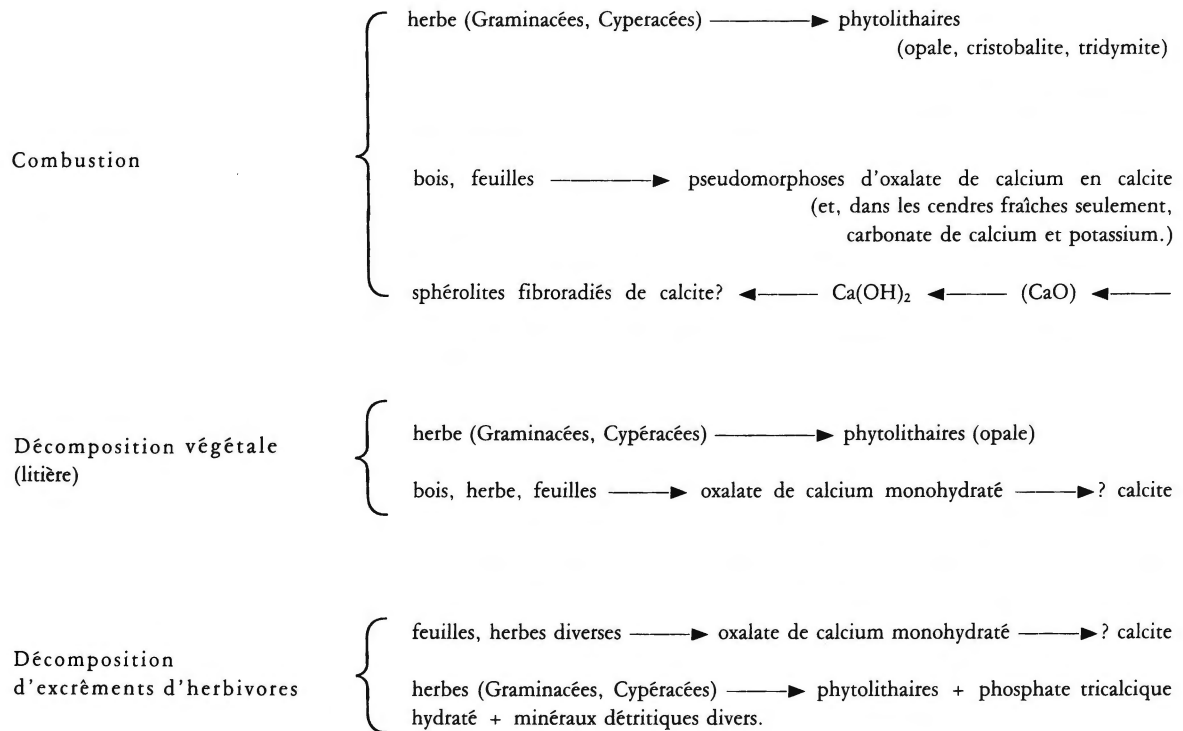 herbe (Graminacées, Cyperacées) ⟶ phytolithaires
(opale, cristobalite, tridymite)
Combustion
bois, feuilles ⟶ pseudomorphoses d'oxalate de calcium en calcite
(et, dans les cendres fraîches seulement,
carbonate de calcium et potassium.)
sphérolites fibroradiés de calcite? ⟵ Ca(OH)₂ ⟵ (CaO) ⟵
herbe (Graminacées, Cypéracées) ⟶ phytolithaires (opale)
Décomposition végétale
(litière)
bois, herbe, feuilles ⟶ oxalate de calcium monohydraté ⟶ ? calcite
feuilles, herbes diverses ⟶ oxalate de calcium monohydraté ⟶ ? calcite
Décomposition
d'excrêments d'herbivores
herbes (Graminacées, Cypéracées) ⟶ phytolithaires + phosphate tricalcique
hydraté + minéraux détritiques divers.